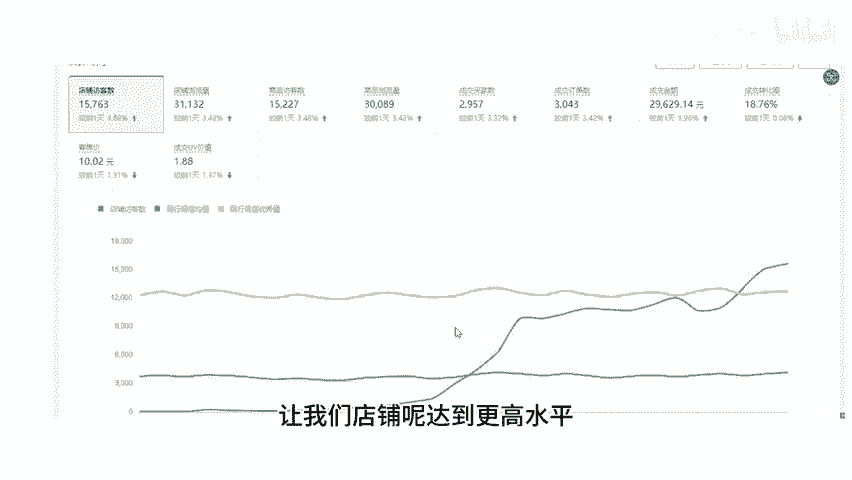 店铺访客数 店铺浏览量 商品访客数 商品浏览量 成交买家数 成交订单数 成交金额 成交转化率
15,763 31,132 15,227 30,089 2,957 3,043 29,629.14 元 18.76%
较前1天 3.88% 较前1天 3.43% 较前1天 3.48% 较前1天 3.43% 较前1天 3.32% 较前1天 3.42% 较前1天 1.96% 较前1天 0.06%
客单价 成交UV价值
10.02 元 1.88
较前1天 1.31% 较前1天 1.37%
店铺访客数 同行同层均值 同行同层优秀值
18,000
15,000
12,000
9,000
6,000
3,000
0
让我们店铺呢达到更高水平